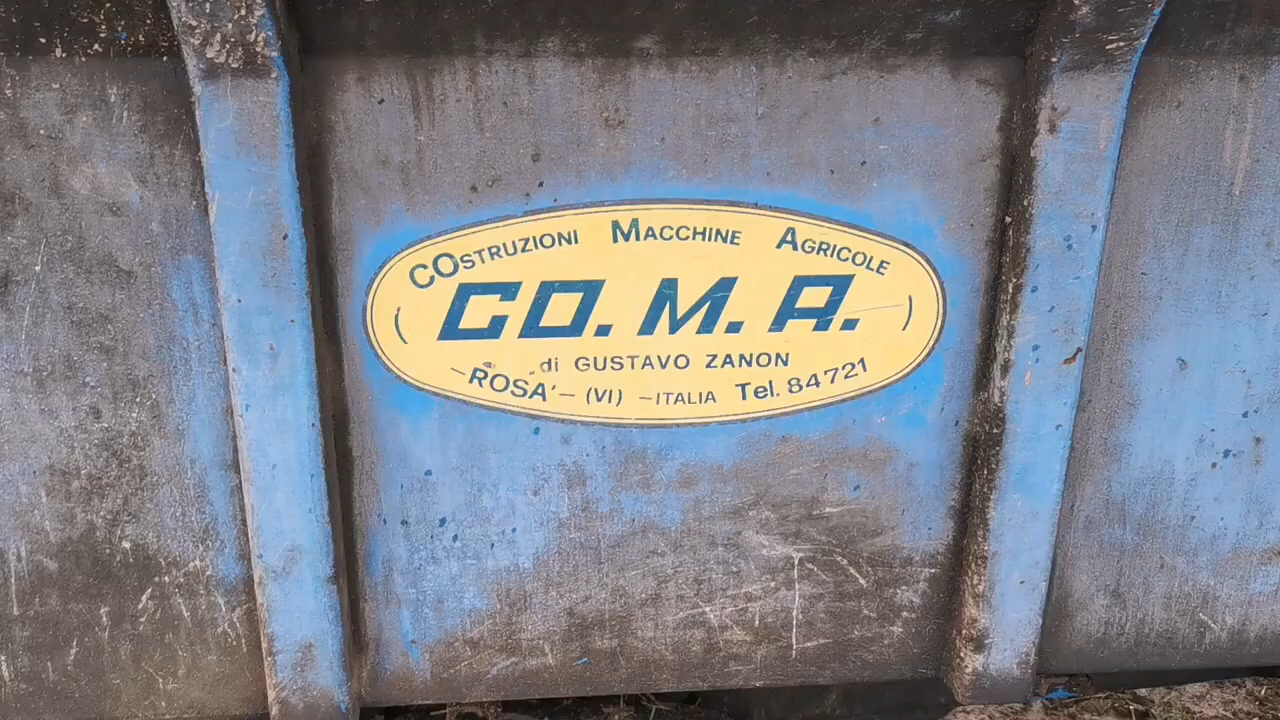 COSTRUZIONI MACCHINE AGRICOLE
CO. M. A.
di GUSTAVO ZANON
-ROSA'- (VI) -ITALIA Tel. 84721